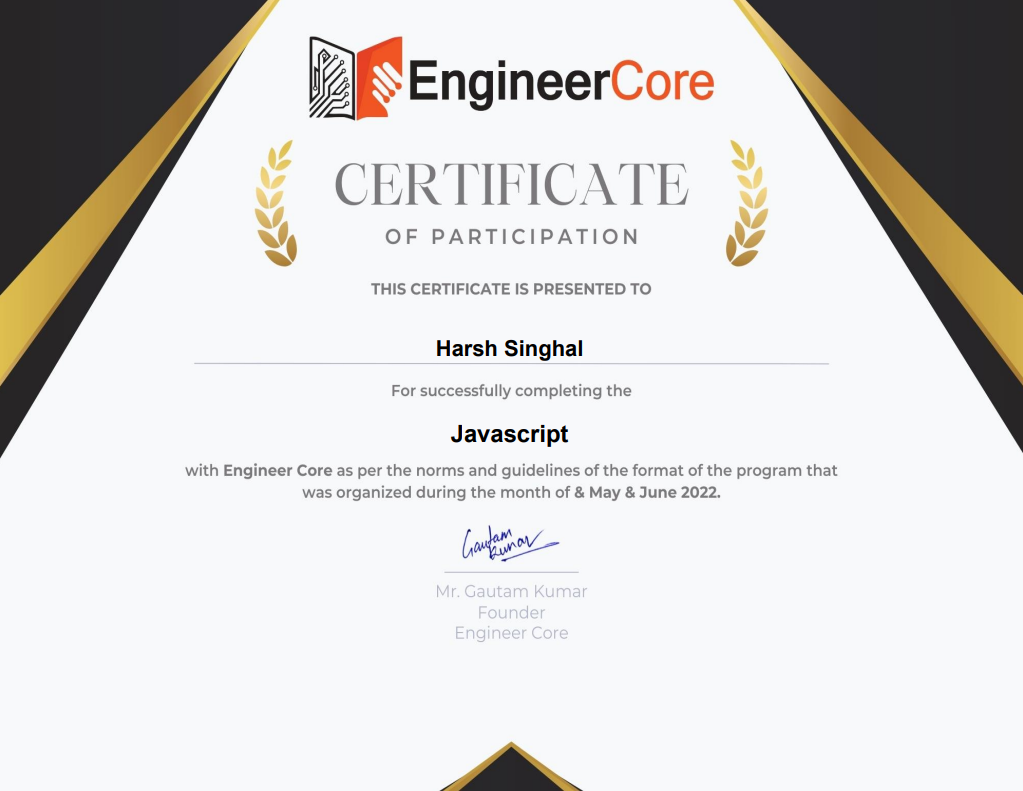 EngineerCore
CERTIFICATE
OF PARTICIPATION
THIS CERTIFICATE IS PRESENTED TO
Harsh Singhal
For successfully completing the
Javascript
with Engineer Core as per the norms and guidelines of the format of the program that
was organized during the month of & May & June 2022.
Gautam
Kumar
Mr. Gautam Kumar
Founder
Engineer Core